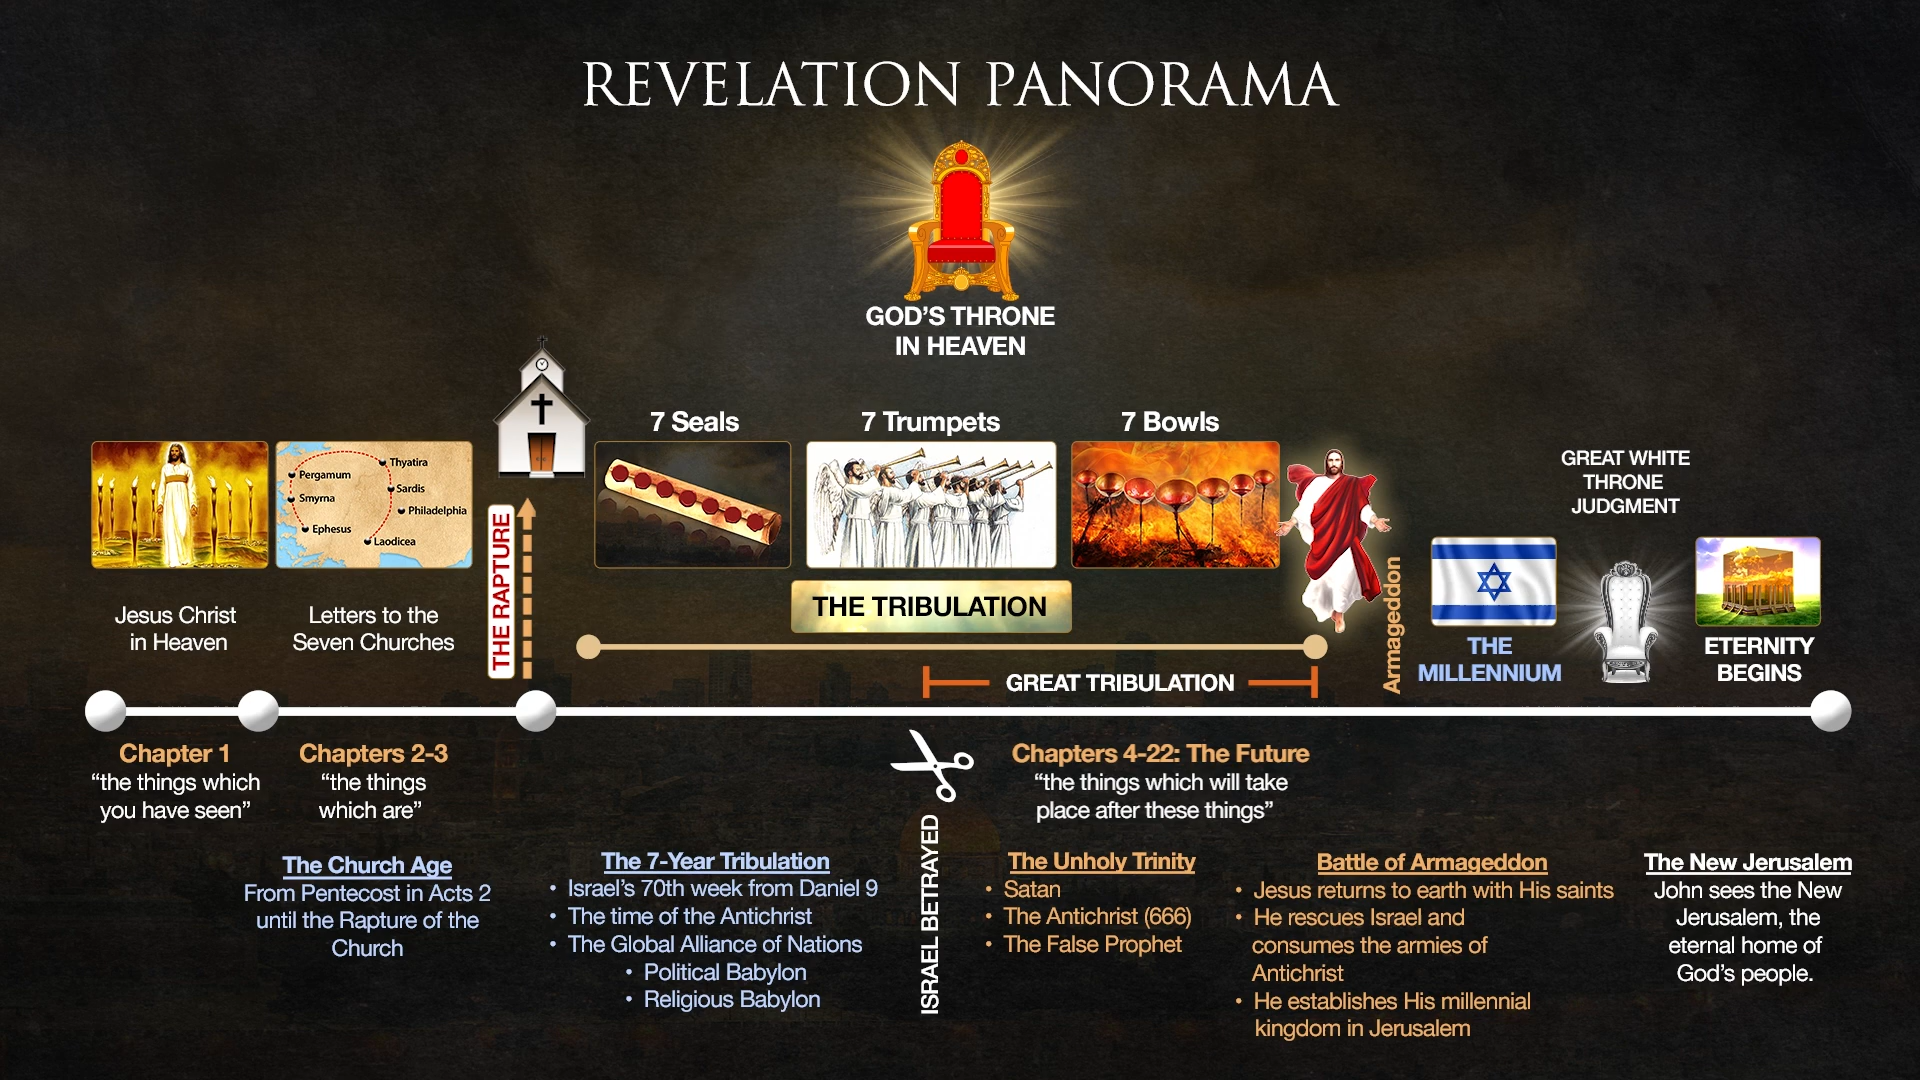 REVELATION PANORAMA
GOD'S THRONE
IN HEAVEN
7 Seals
7 Trumpets
7 Bowls
Pergamum
Thyatira
Smyrna
Sardis
Philadelphia
Ephesus
Laodicea
Jesus Christ
in Heaven
Letters to the
Seven Churches
THE RAPTURE
THE TRIBULATION
GREAT TRIBULATION
Armageddon
THE
MILLENNIUM
GREAT WHITE
THRONE
JUDGMENT
ETERNITY
BEGINS
Chapter 1
“the things which
you have seen”
Chapters 2-3
“the things
which are”
Chapters 4-22: The Future
“the things which will take
place after these things”
The Church Age
From Pentecost in Acts 2
until the Rapture of the
Church
The 7-Year Tribulation
• Israel’s 70th week from Daniel 9
• The time of the Antichrist
• The Global Alliance of Nations
• Political Babylon
• Religious Babylon
ISRAEL BETRAYED
The Unholy Trinity
• Satan
• The Antichrist (666)
• The False Prophet
Battle of Armageddon
• Jesus returns to earth with His saints
• He rescues Israel and
consumes the armies of
Antichrist
• He establishes His millennial
kingdom in Jerusalem
The New Jerusalem
John sees the New
Jerusalem, the
eternal home of
God’s people.